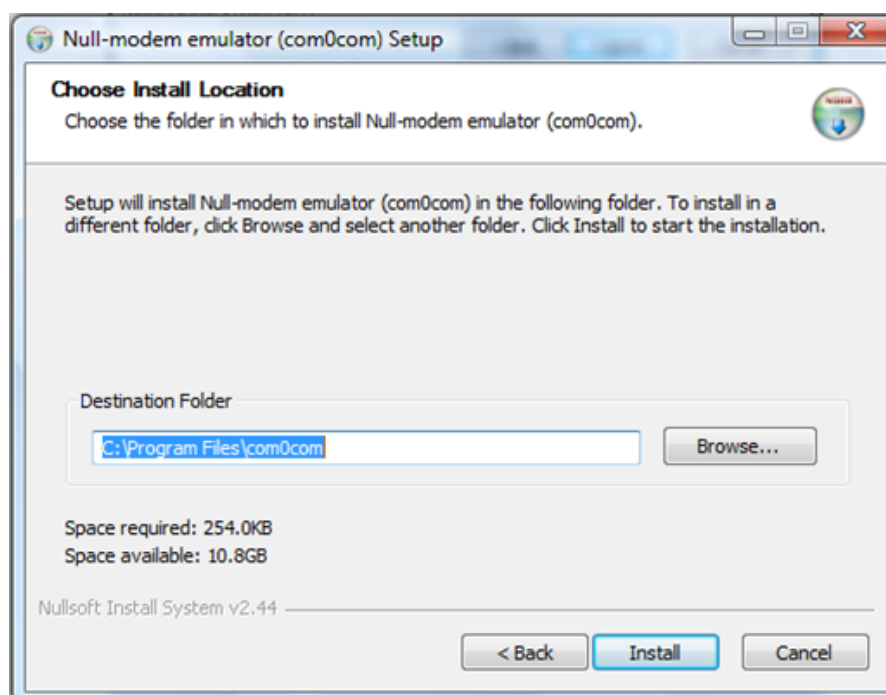 Null-modem emulator (com0com) Setup
Choose Install Location
Choose the folder in which to install Null-modem emulator (com0com).
Setup will install Null-modem emulator (com0com) in the following folder. To install in a
different folder, click Browse and select another folder. Click Install to start the installation.
Destination Folder
C:\Program Files\com0com
Browse...
Space required: 254.0KB
Space available: 10.8GB
Nullsoft Install System v2.44
< Back
Install
Cancel